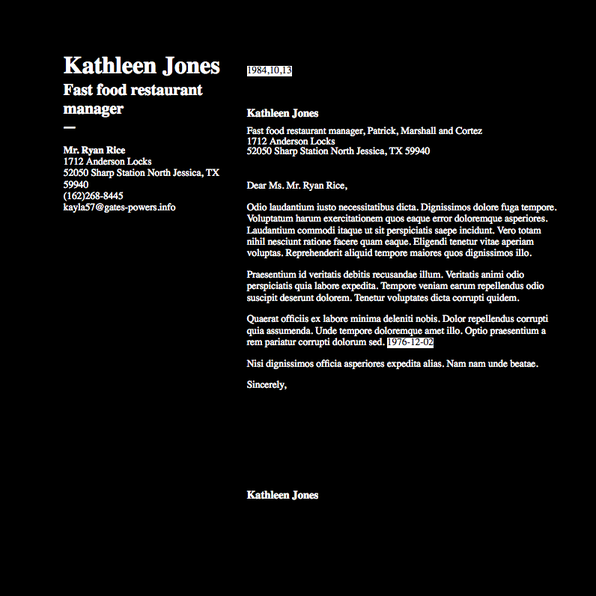 Kathleen Jones
Fast food restaurant
manager
—
Mr. Ryan Rice
1712 Anderson Locks
52050 Sharp Station North Jessica, TX
59940
(162)268-8445
kayla57@gates-powers.info
1984,10,13
Kathleen Jones
Fast food restaurant manager, Patrick, Marshall and Cortez
1712 Anderson Locks
52050 Sharp Station North Jessica, TX 59940
Dear Ms. Mr. Ryan Rice,
Odio laudantium iusto necessitatibus dicta. Dignissimos dolore fuga tempore.
Voluptatum harum exercitationem quos eaque error doloremque asperiores.
Laudantium commodi itaque ut sit perspiciatis saepe incidunt. Vero totam
nihil nesciunt ratione facere quam eaque. Eligendi tenetur vitae aperiam
voluptas. Reprehenderit aliquid tempore maiores quos dignissimos illo.
Praesentium id veritatis debitis recusandae illum. Veritatis animi odio
perspiciatis quia labore expedita. Tempore veniam earum repellendus odio
suscipit deserunt dolorem. Tenetur voluptates dicta corrupti quidem.
Quaerat officiis ex labore minima deleniti nobis. Dolor repellendus corrupti
quia assumenda. Unde tempore doloremque amet illo. Optio praesentium a
rem pariatur corrupti dolorum sed. 1976-12-02
Nisi dignissimos officia asperiores expedita alias. Nam nam unde beatae.
Sincerely,
Kathleen Jones